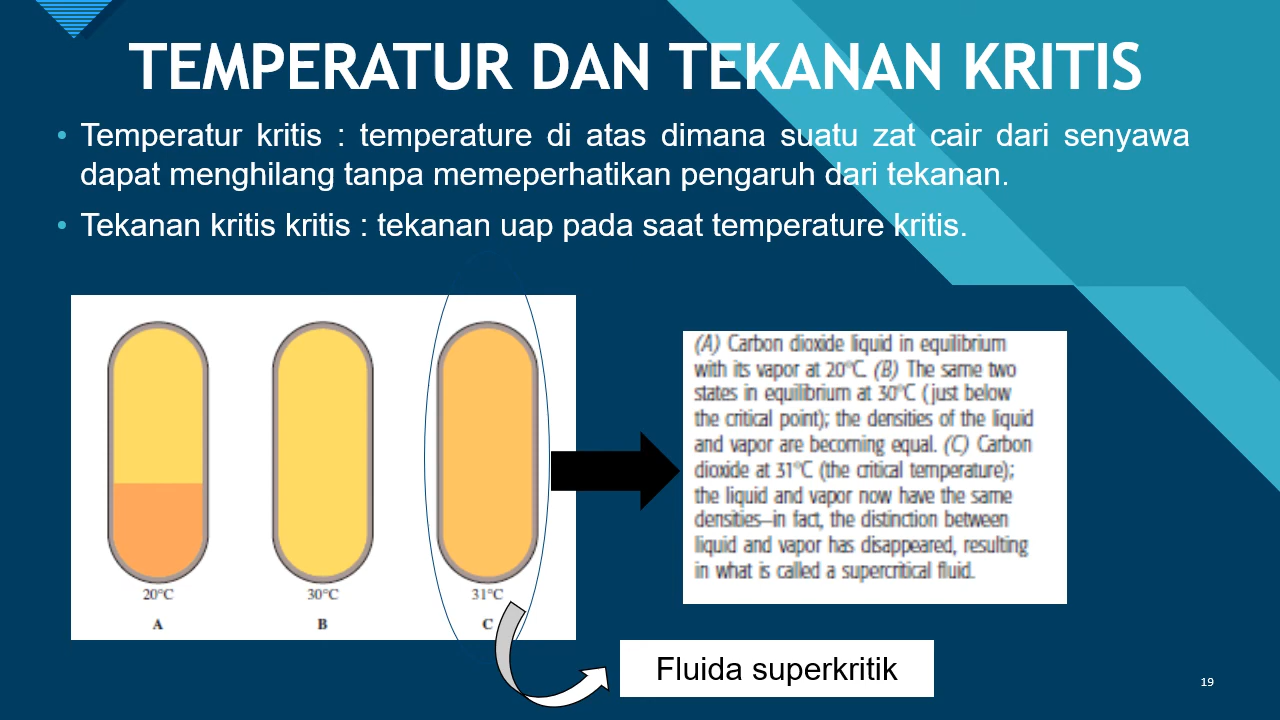 TEMPERATUR DAN TEKANAN KRITIS
• Temperatur kritis : temperature di atas dimana suatu zat cair dari senyawa
dapat menghilang tanpa memeperhatikan pengaruh dari tekanan.
• Tekanan kritis kritis : tekanan uap pada saat temperature kritis.
20°C
A
30°C
B
31°C
C
(A) Carbon dioxide liquid in equilibrium
with its vapor at 20°C. (B) The same two
states in equilibrium at 30°C (just below
the critical point); the densities of the liquid
and vapor are becoming equal. (C) Carbon
dioxide at 31°C (the critical temperature);
the liquid and vapor now have the same
densities–in fact, the distinction between
liquid and vapor has disappeared, resulting
in what is called a supercritical fluid.
Fluida superkritik
19